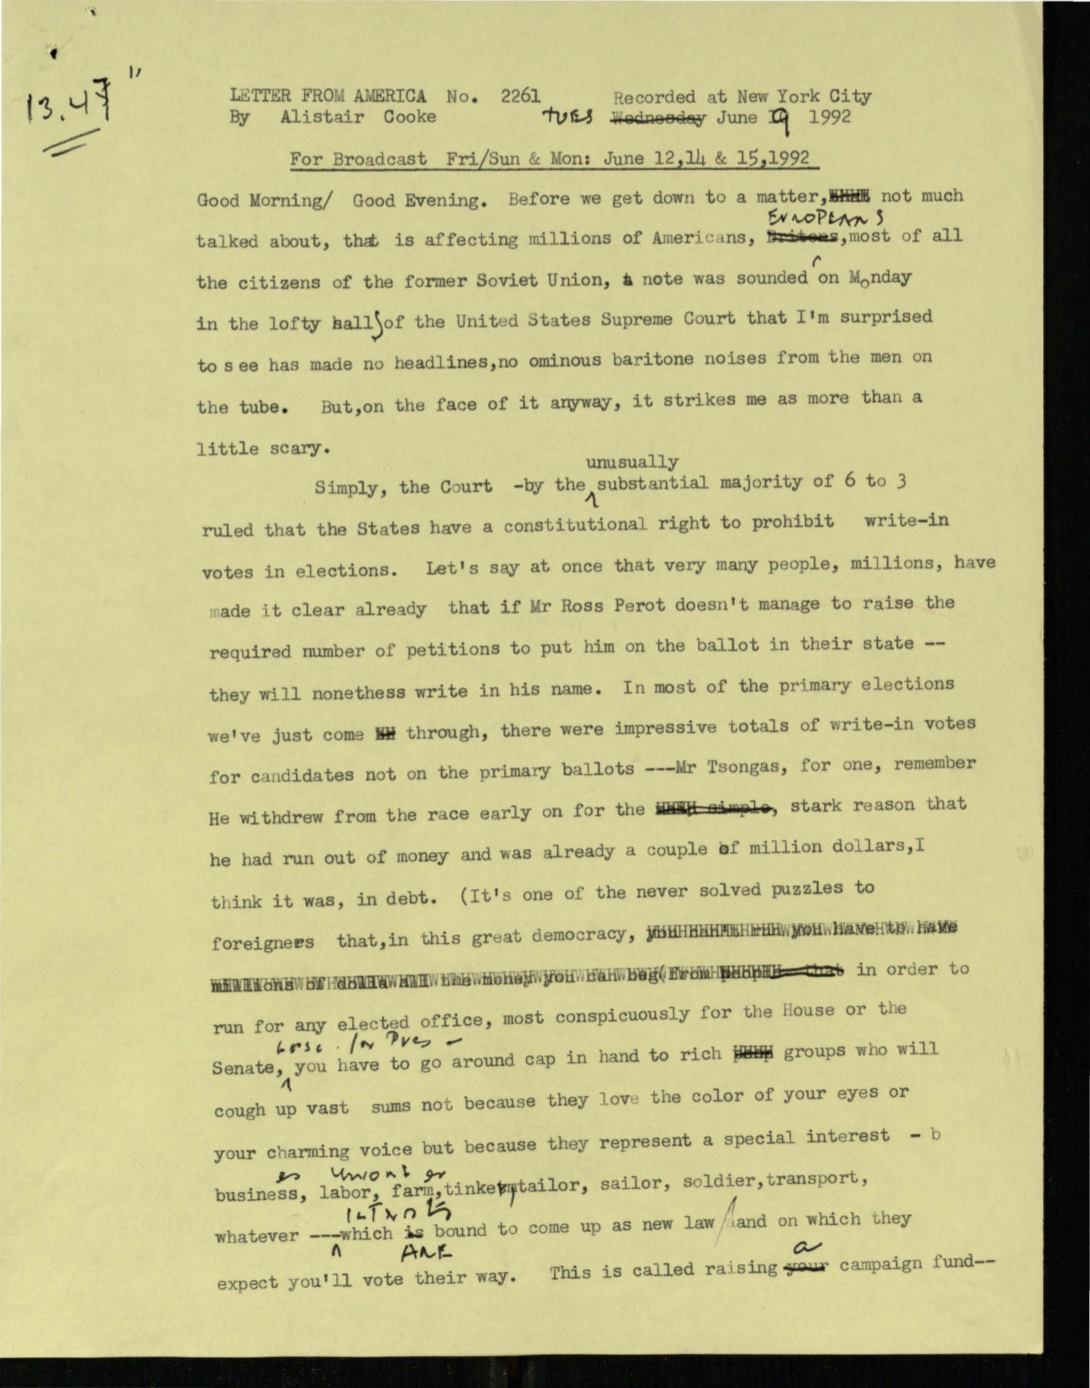 13.47"
LETTER FROM AMERICA No. 2261 Recorded at New York City
By Alistair Cooke TUES Wednesday June 9 1992
For Broadcast Fri/Sun & Mon: June 12,14 & 15,1992
Good Morning/ Good Evening. Before we get down to a matter, not much
EUROPEANS
talked about, that is affecting millions of Americans, Britons,most of all
the citizens of the former Soviet Union, a note was sounded on Monday
in the lofty hall of the United States Supreme Court that I'm surprised
to s ee has made no headlines,no ominous baritone noises from the men on
the tube. But,on the face of it anyway, it strikes me as more than a
little scary.
unusually
Simply, the Court -by the substantial majority of 6 to 3
ruled that the States have a constitutional right to prohibit write-in
votes in elections. Let's say at once that very many people, millions, have
made it clear already that if Mr Ross Perot doesn't manage to raise the
required number of petitions to put him on the ballot in their state --
they will nonethess write in his name. In most of the primary elections
we've just come through, there were impressive totals of write-in votes
for candidates not on the primary ballots ---Mr Tsongas, for one, remember
He withdrew from the race early on for the simple, stark reason that
he had run out of money and was already a couple of million dollars,I
think it was, in debt. (It's one of the never solved puzzles to
foreigners that,in this great democracy, you have to have
millions of all the money you can beg(from people that in order to
run for any elected office, most conspicuously for the House or the
for Pres -
Senate, you have to go around cap in hand to rich groups who will
cough up vast sums not because they love the color of your eyes or
your charming voice but because they represent a special interest - b
unions or
business, labor, farm,tinker,tailor, sailor, soldier,transport,
whatever ---which is bound to come up as new law and on which they
ARE
a
expect you'll vote their way. This is called raising your campaign fund--